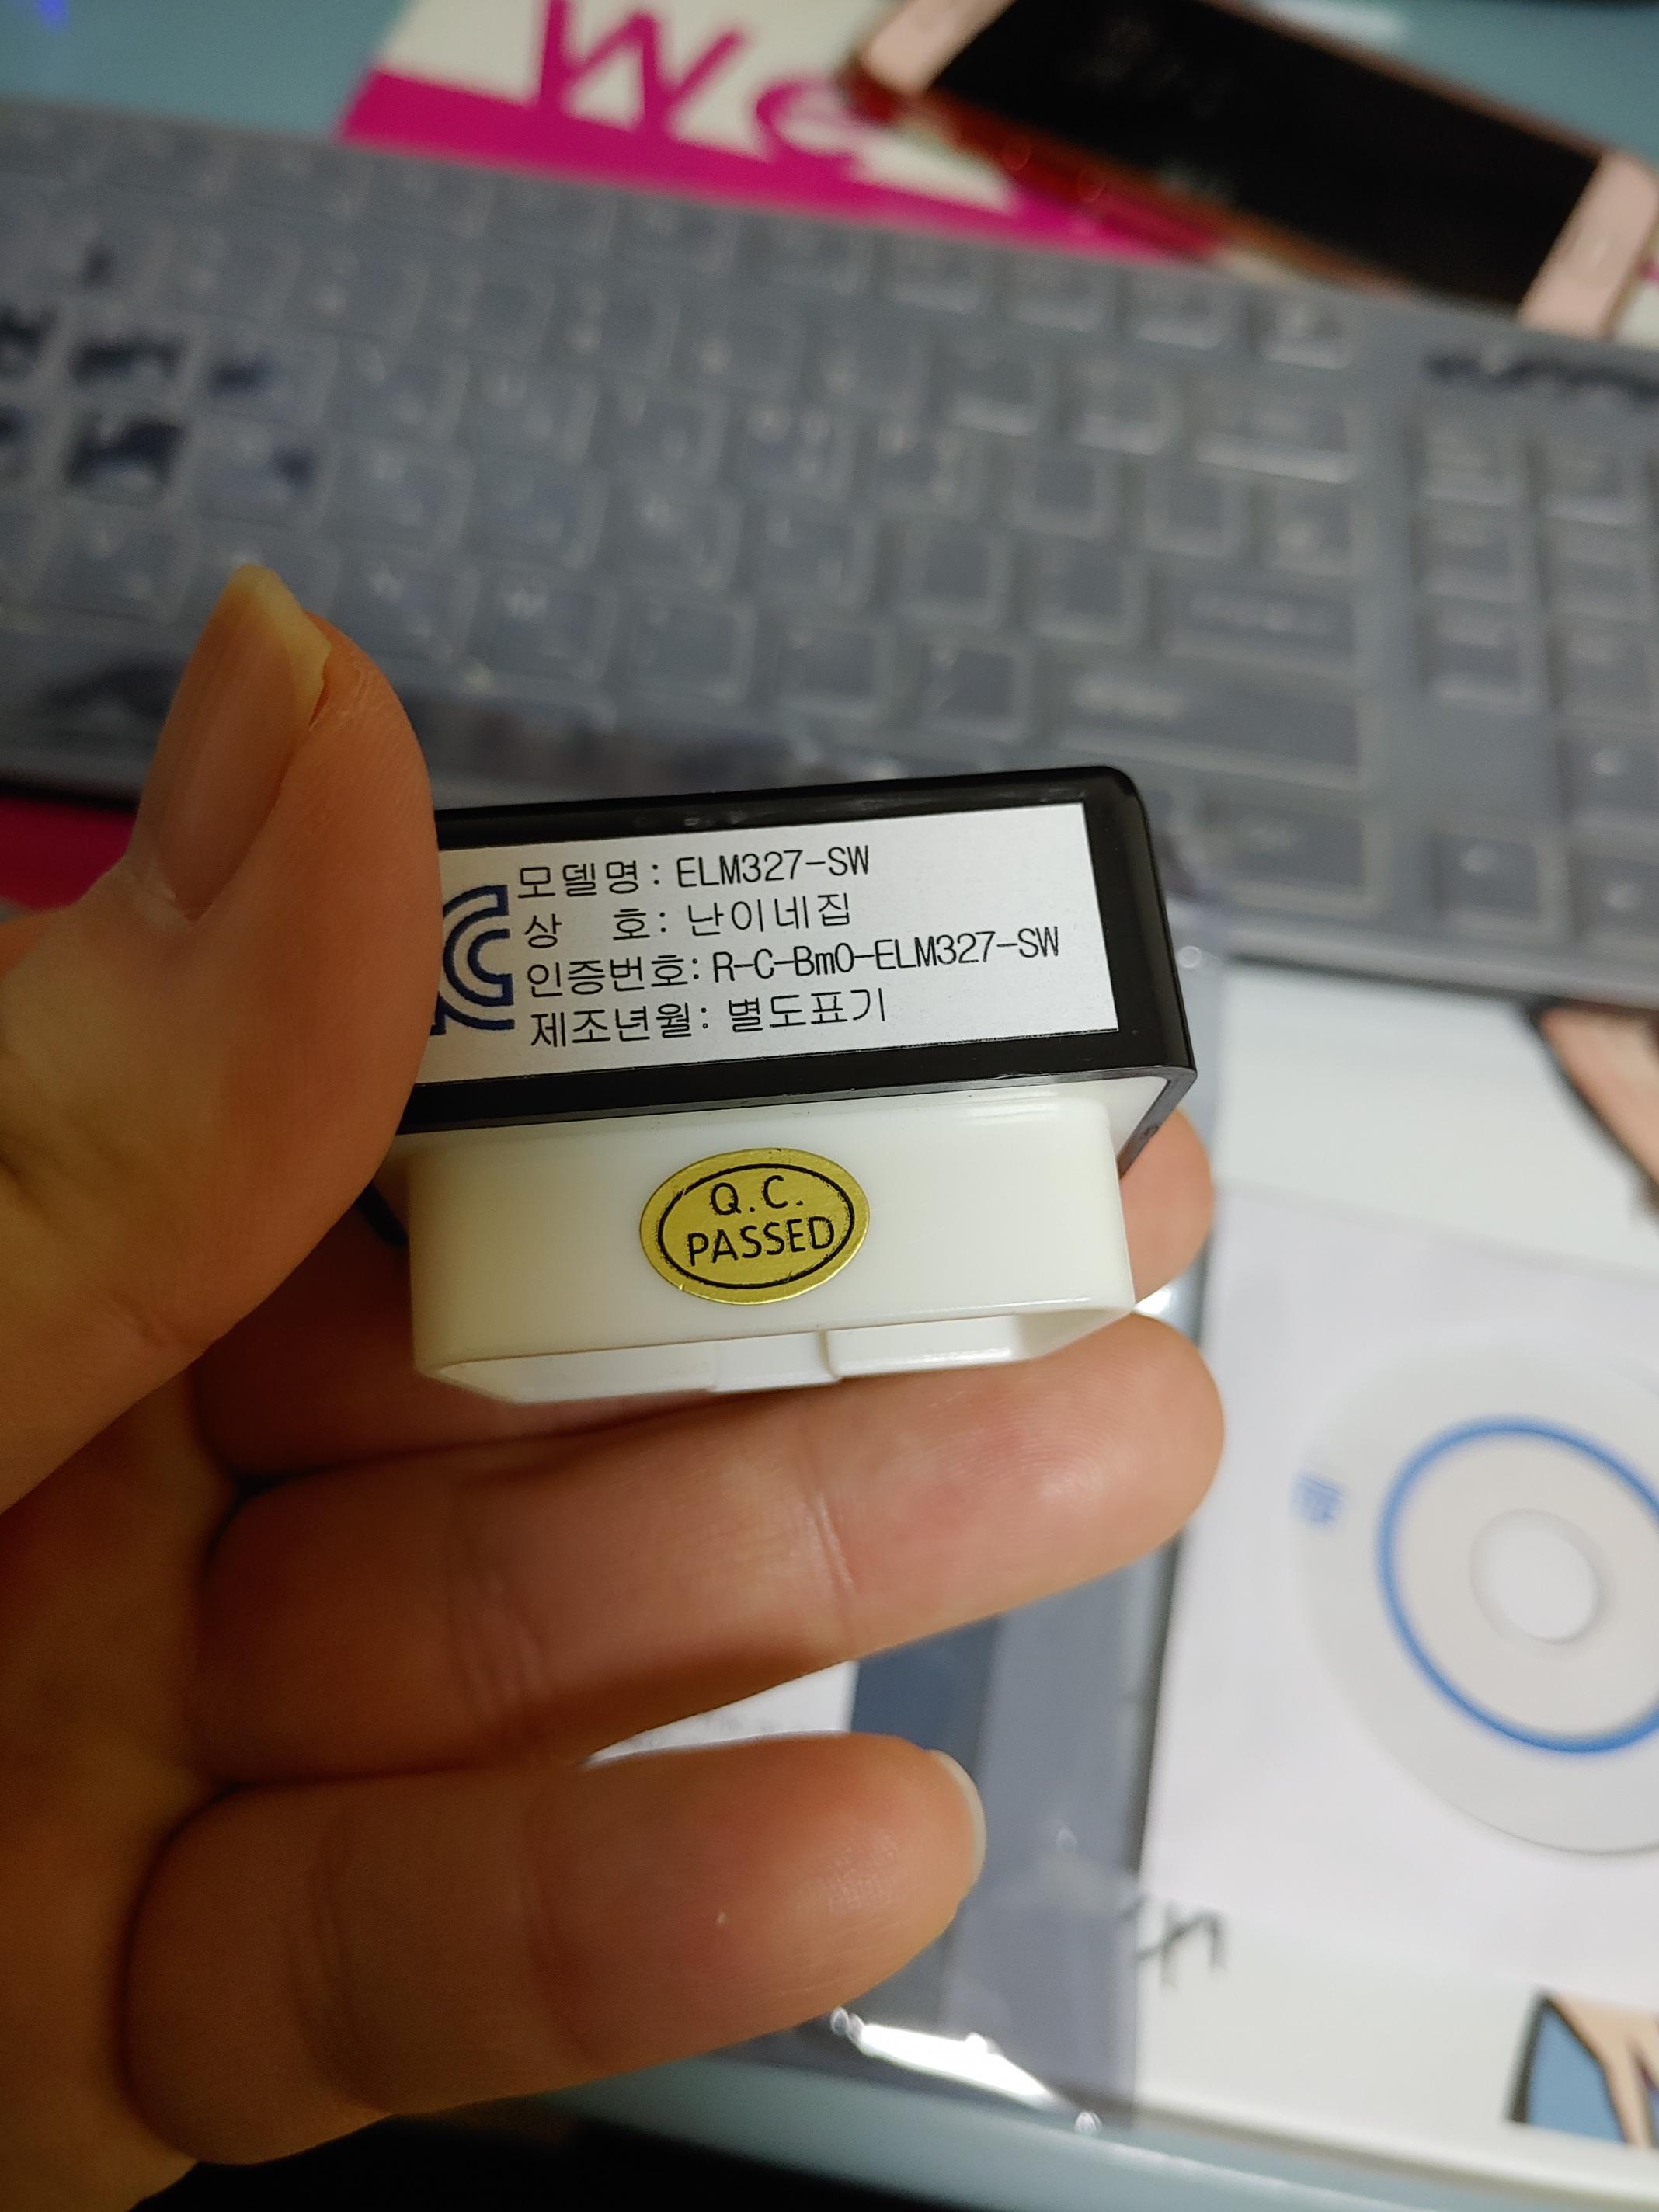 We
모델명: ELM327-SW
상 호: 난이네집
인증번호: R-C-Bm0-ELM327-SW
제조년월: 별도표기
Q.C.
PASSED